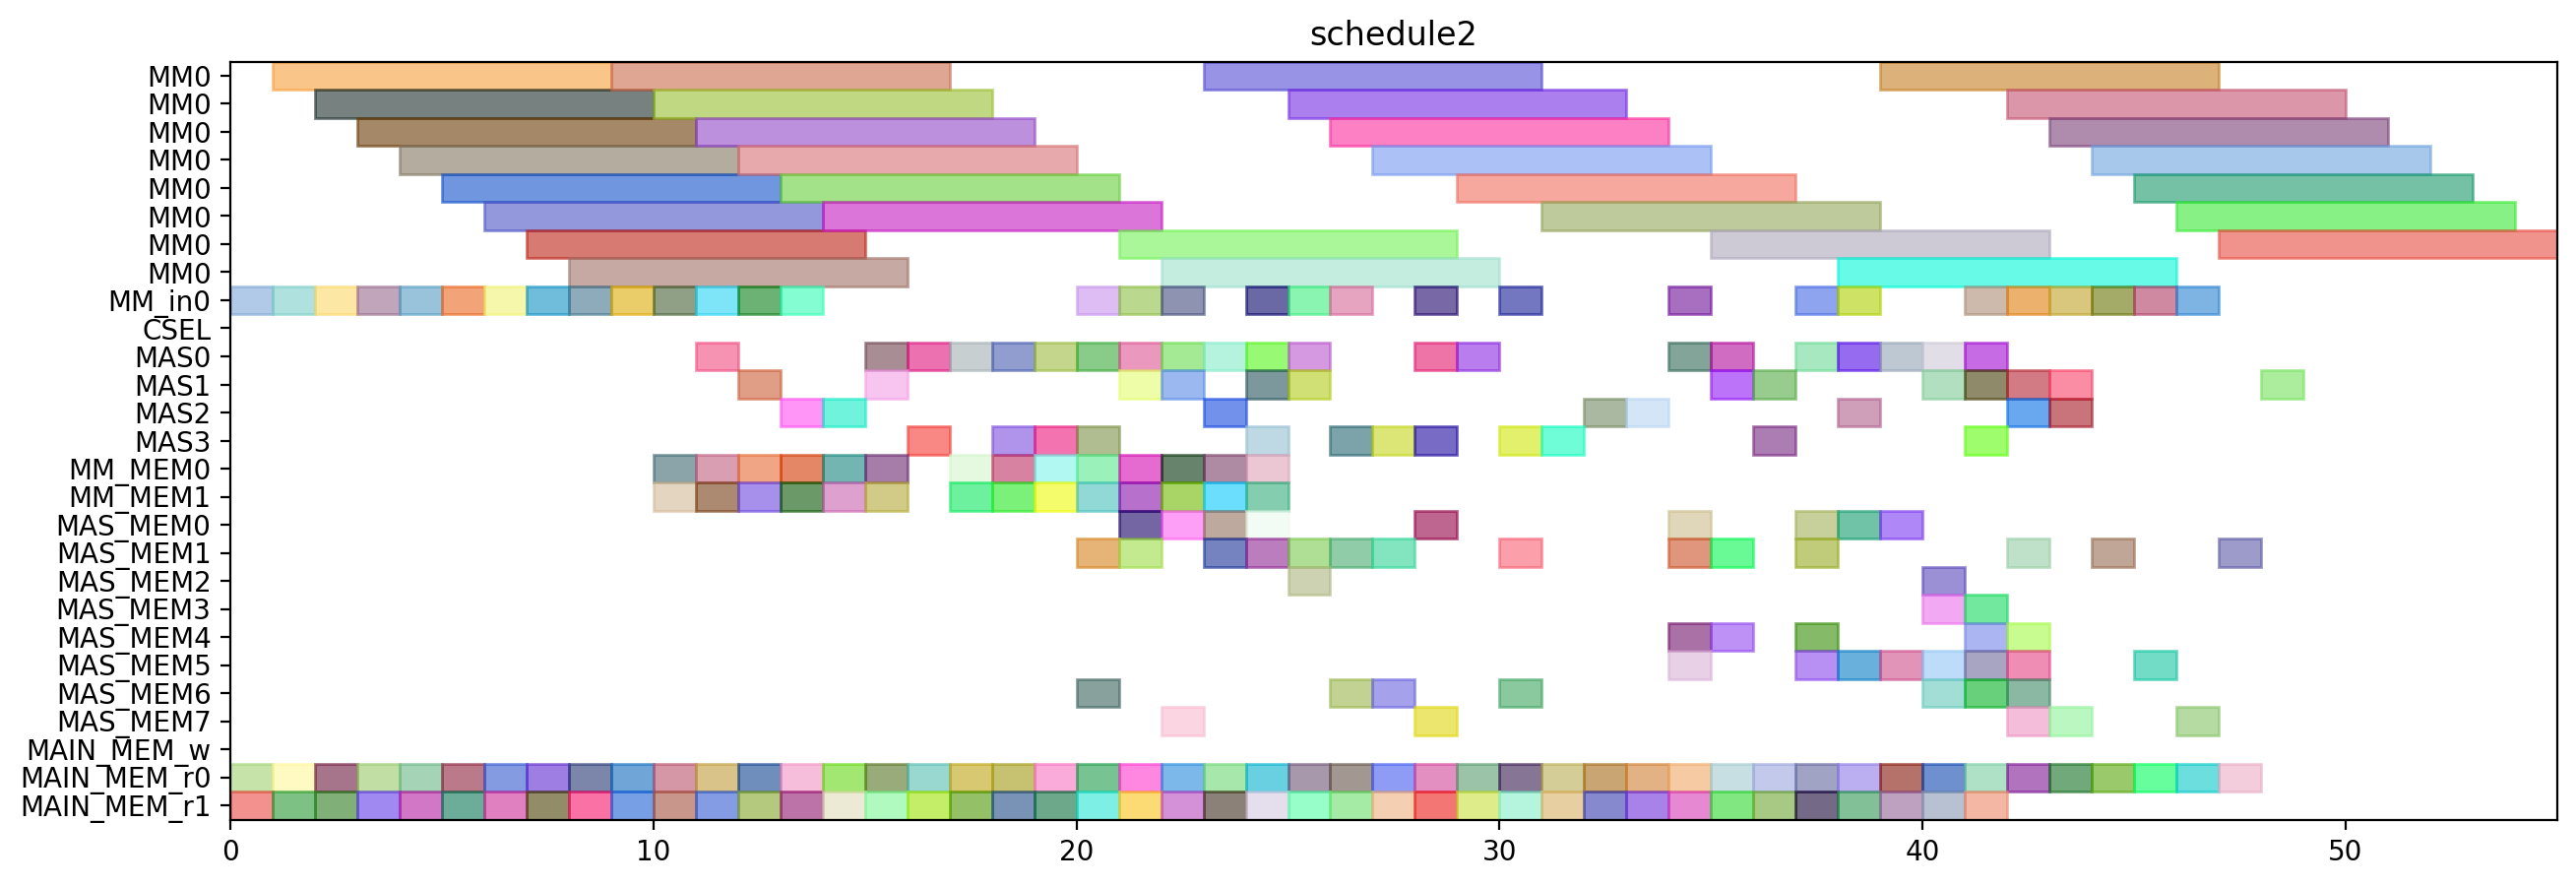 schedule2
MM0
MM0
MM0
MM0
MM0
MM0
MM0
MM0
MM_in0
CSEL
MAS0
MAS1
MAS2
MAS3
MM_MEM0
MM_MEM1
MAS_MEM0
MAS_MEM1
MAS_MEM2
MAS_MEM3
MAS_MEM4
MAS_MEM5
MAS_MEM6
MAS_MEM7
MAIN_MEM_w
MAIN_MEM_r0
MAIN_MEM_r1
0 10 20 30 40 50